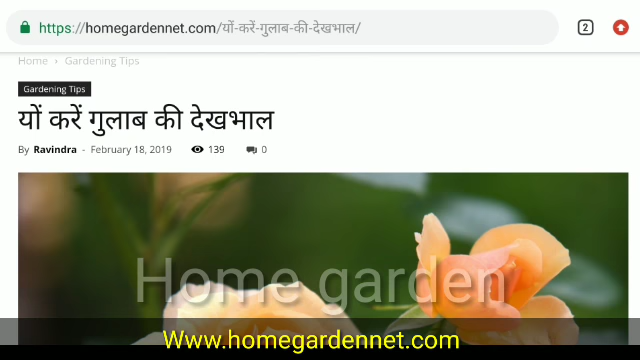 https://homegardennet.com/यों-करें-गुलाब-की-देखभाल/
2
Home › Gardening Tips
Gardening Tips
यों करें गुलाब की देखभाल
By Ravindra - February 18, 2019 139 0
Home garden
Www.homegardennet.com